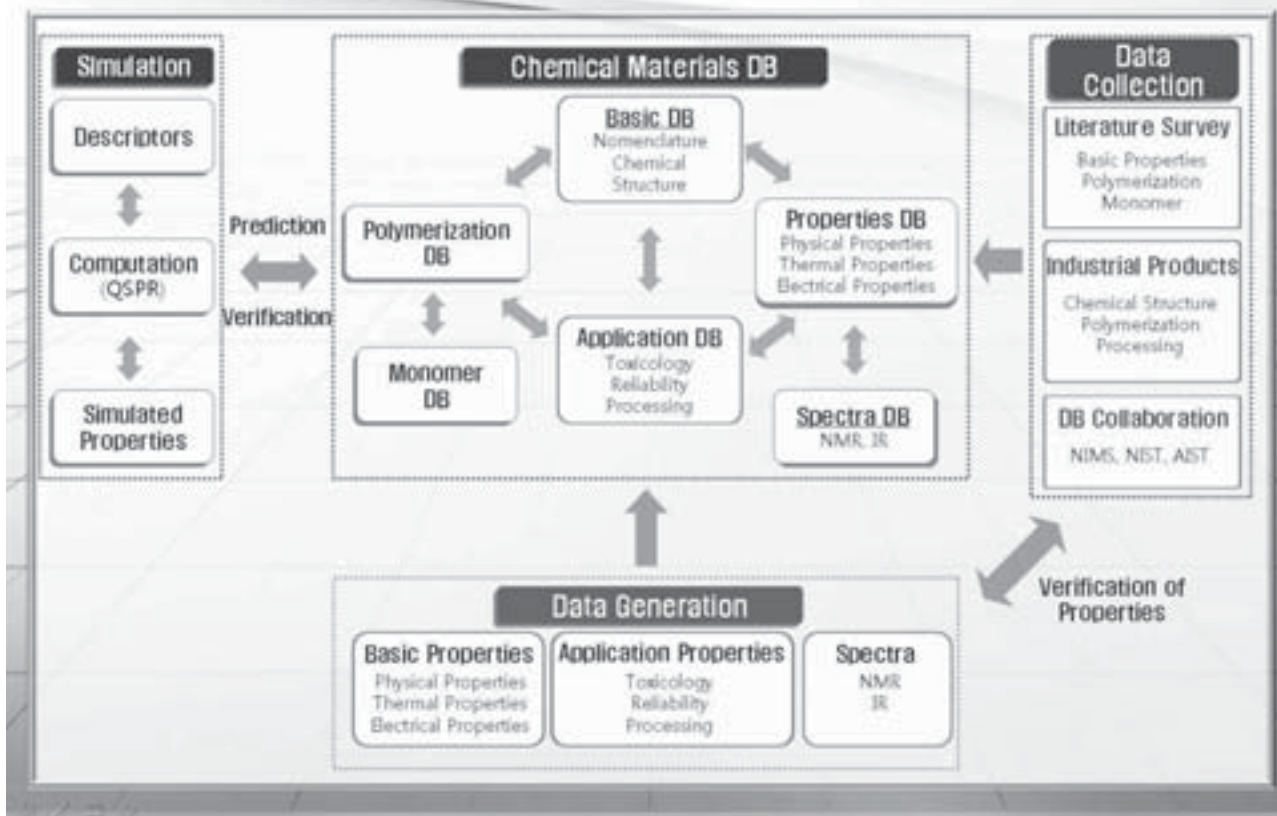 Simulation
Descriptors
Computation
(QSPR)
Simulated
Properties
Prediction
Verification
Chemical Materials DB
Basic DB
Nomenclature
Chemical
Structure
Polymerization
DB
Properties DB
Physical Properties
Thermal Properties
Electrical Properties
Monomer
DB
Application DB
Toxicology
Reliability
Processing
Spectra DB
NMR, IR
Data
Collection
Literature Survey
Basic Properties
Polymerization
Monomer
Industrial Products
Chemical Structure
Polymerization
Processing
DB Collaboration
NIMS, NIST, AIST
Verification of
Properties
Data Generation
Basic Properties
Physical Properties
Thermal Properties
Electrical Properties
Application Properties
Toxicology
Reliability
Processing
Spectra
NMR
IR